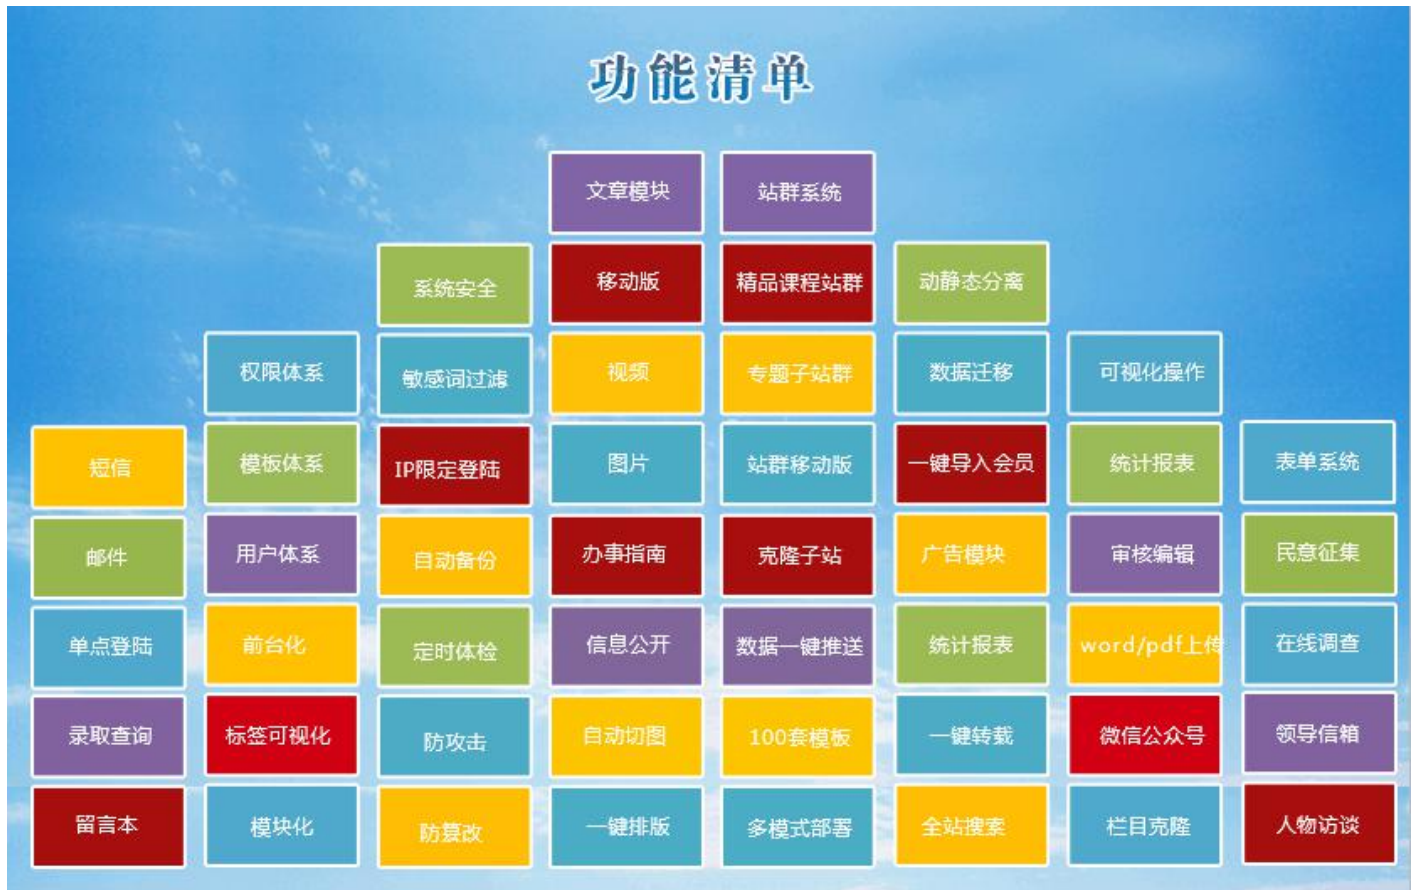 功能清单
文章模块
站群系统
系统安全
移动版
精品课程站群
动静态分离
权限体系
敏感词过滤
视频
专题子站群
数据迁移
可视化操作
短信
模板体系
IP限定登陆
图片
站群移动版
一键导入会员
统计报表
表单系统
邮件
用户体系
自动备份
办事指南
克隆子站
广告模块
审核编辑
民意征集
单点登陆
前台化
定时体检
信息公开
数据一键推送
统计报表
word/pdf上传
在线调查
录取查询
标签可视化
防攻击
自动切图
100套模板
一键转载
微信公众号
领导信箱
留言本
模块化
防篡改
一键排版
多模式部署
全站搜索
栏目克隆
人物访谈